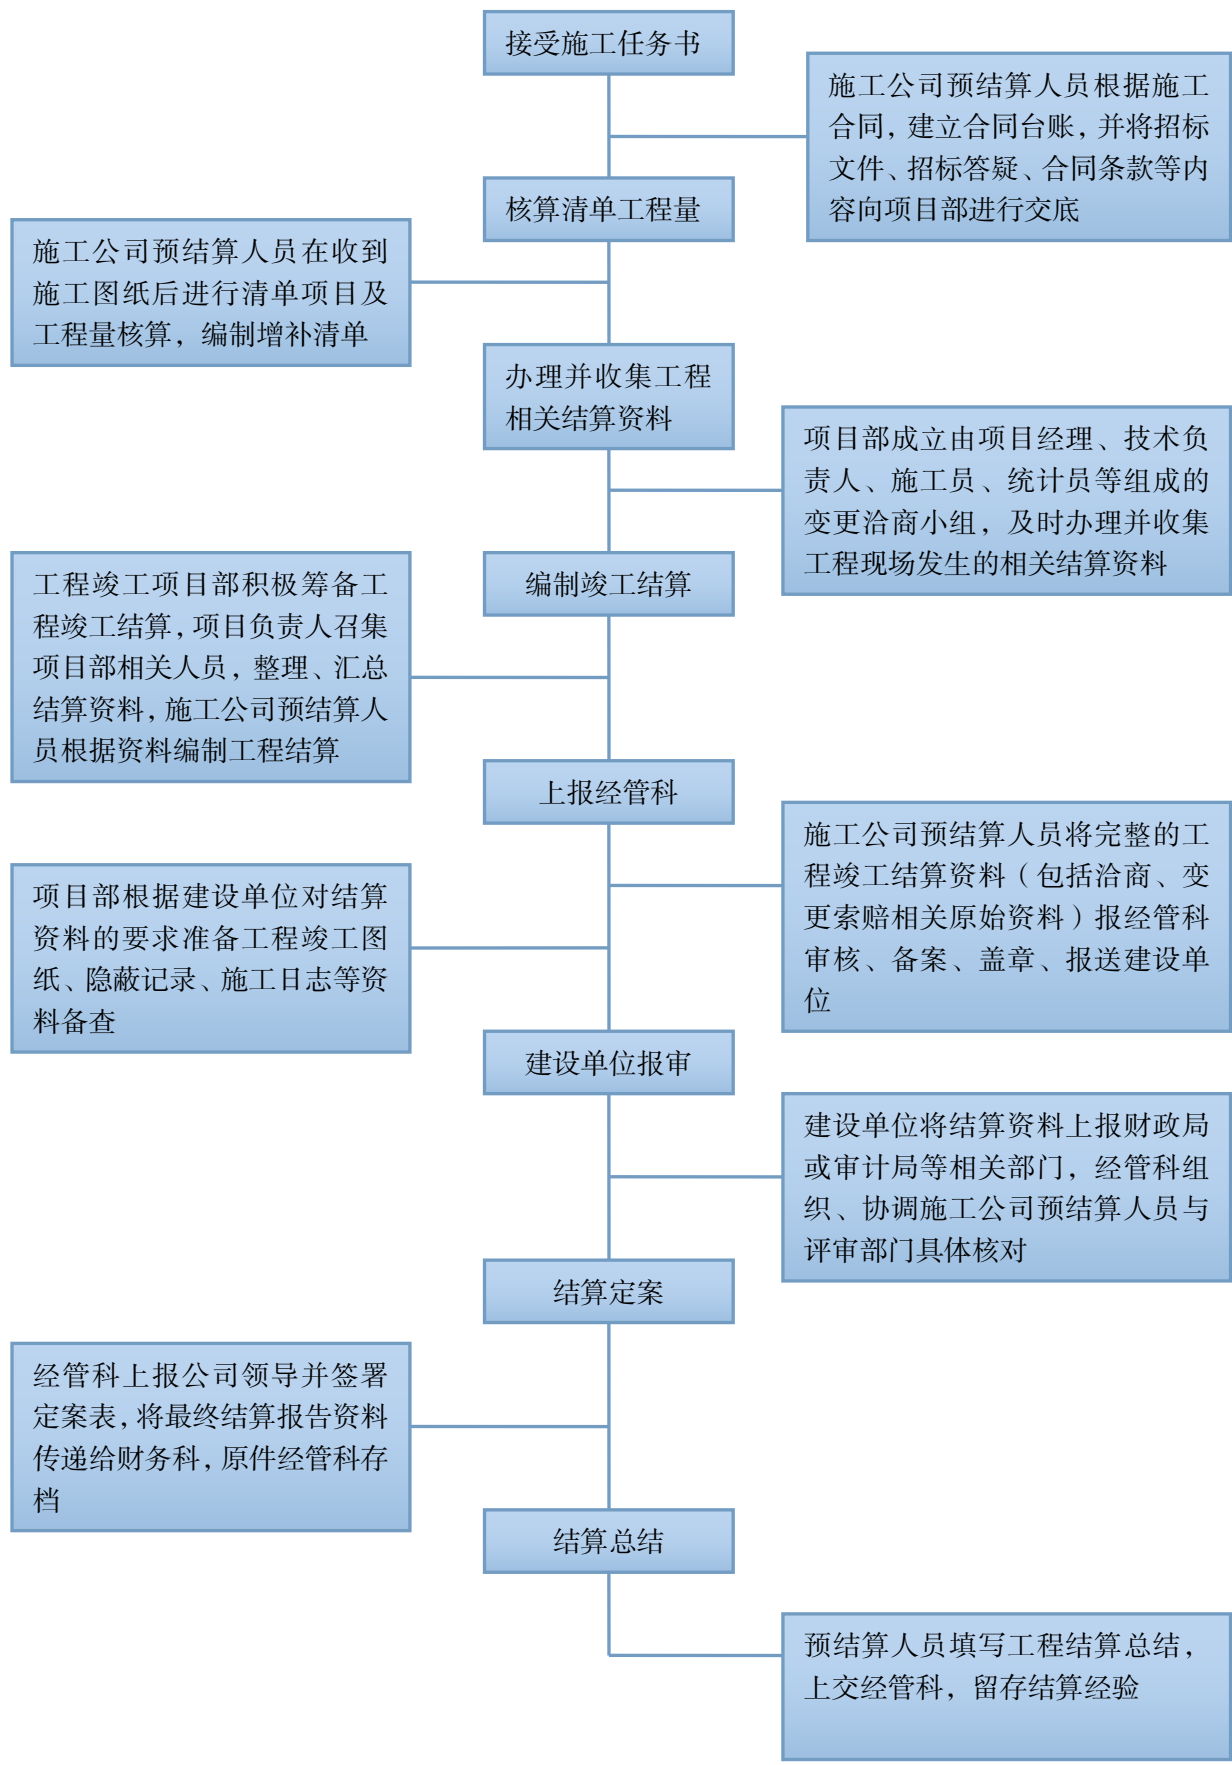 接受施工任务书
施工公司预结算人员根据施工
合同，建立合同台账，并将招标
文件、招标答疑、合同条款等内
容向项目部进行交底
核算清单工程量
施工公司预结算人员在收到
施工图纸后进行清单项目及
工程量核算，编制增补清单
办理并收集工程
相关结算资料
项目部成立由项目经理、技术负
责人、施工员、统计员等组成的
变更洽商小组，及时办理并收集
工程现场发生的相关结算资料
编制竣工结算
工程竣工项目部积极筹备工
程竣工结算，项目负责人召集
项目部相关人员，整理、汇总
结算资料，施工公司预结算人
员根据资料编制工程结算
上报经管科
施工公司预结算人员将完整的工
程竣工结算资料（包括洽商、变
更索赔相关原始资料）报经管科
审核、备案、盖章、报送建设单
位
项目部根据建设单位对结算
资料的要求准备工程竣工图
纸、隐蔽记录、施工日志等资
料备查
建设单位报审
建设单位将结算资料上报财政局
或审计局等相关部门，经管科组
织、协调施工公司预结算人员与
评审部门具体核对
结算定案
经管科上报公司领导并签署
定案表，将最终结算报告资料
传递给财务科，原件经管科存
档
结算总结
预结算人员填写工程结算总结，
上交经管科，留存结算经验